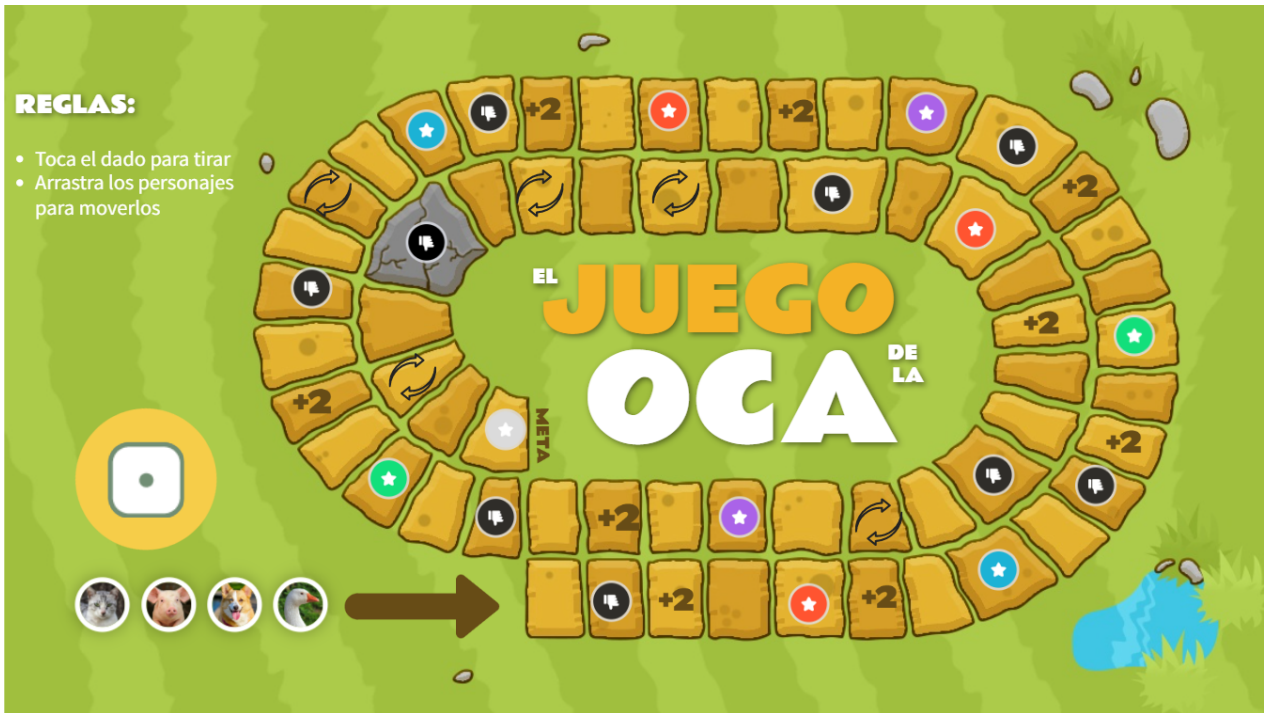 REGLAS:
• Toca el dado para tirar
• Arrastra los personajes
para moverlos
+2
+2
+2
+2
+2
+2
+2
+2
+2
+2
EL
JUEGO
DE
LA
OCA
META